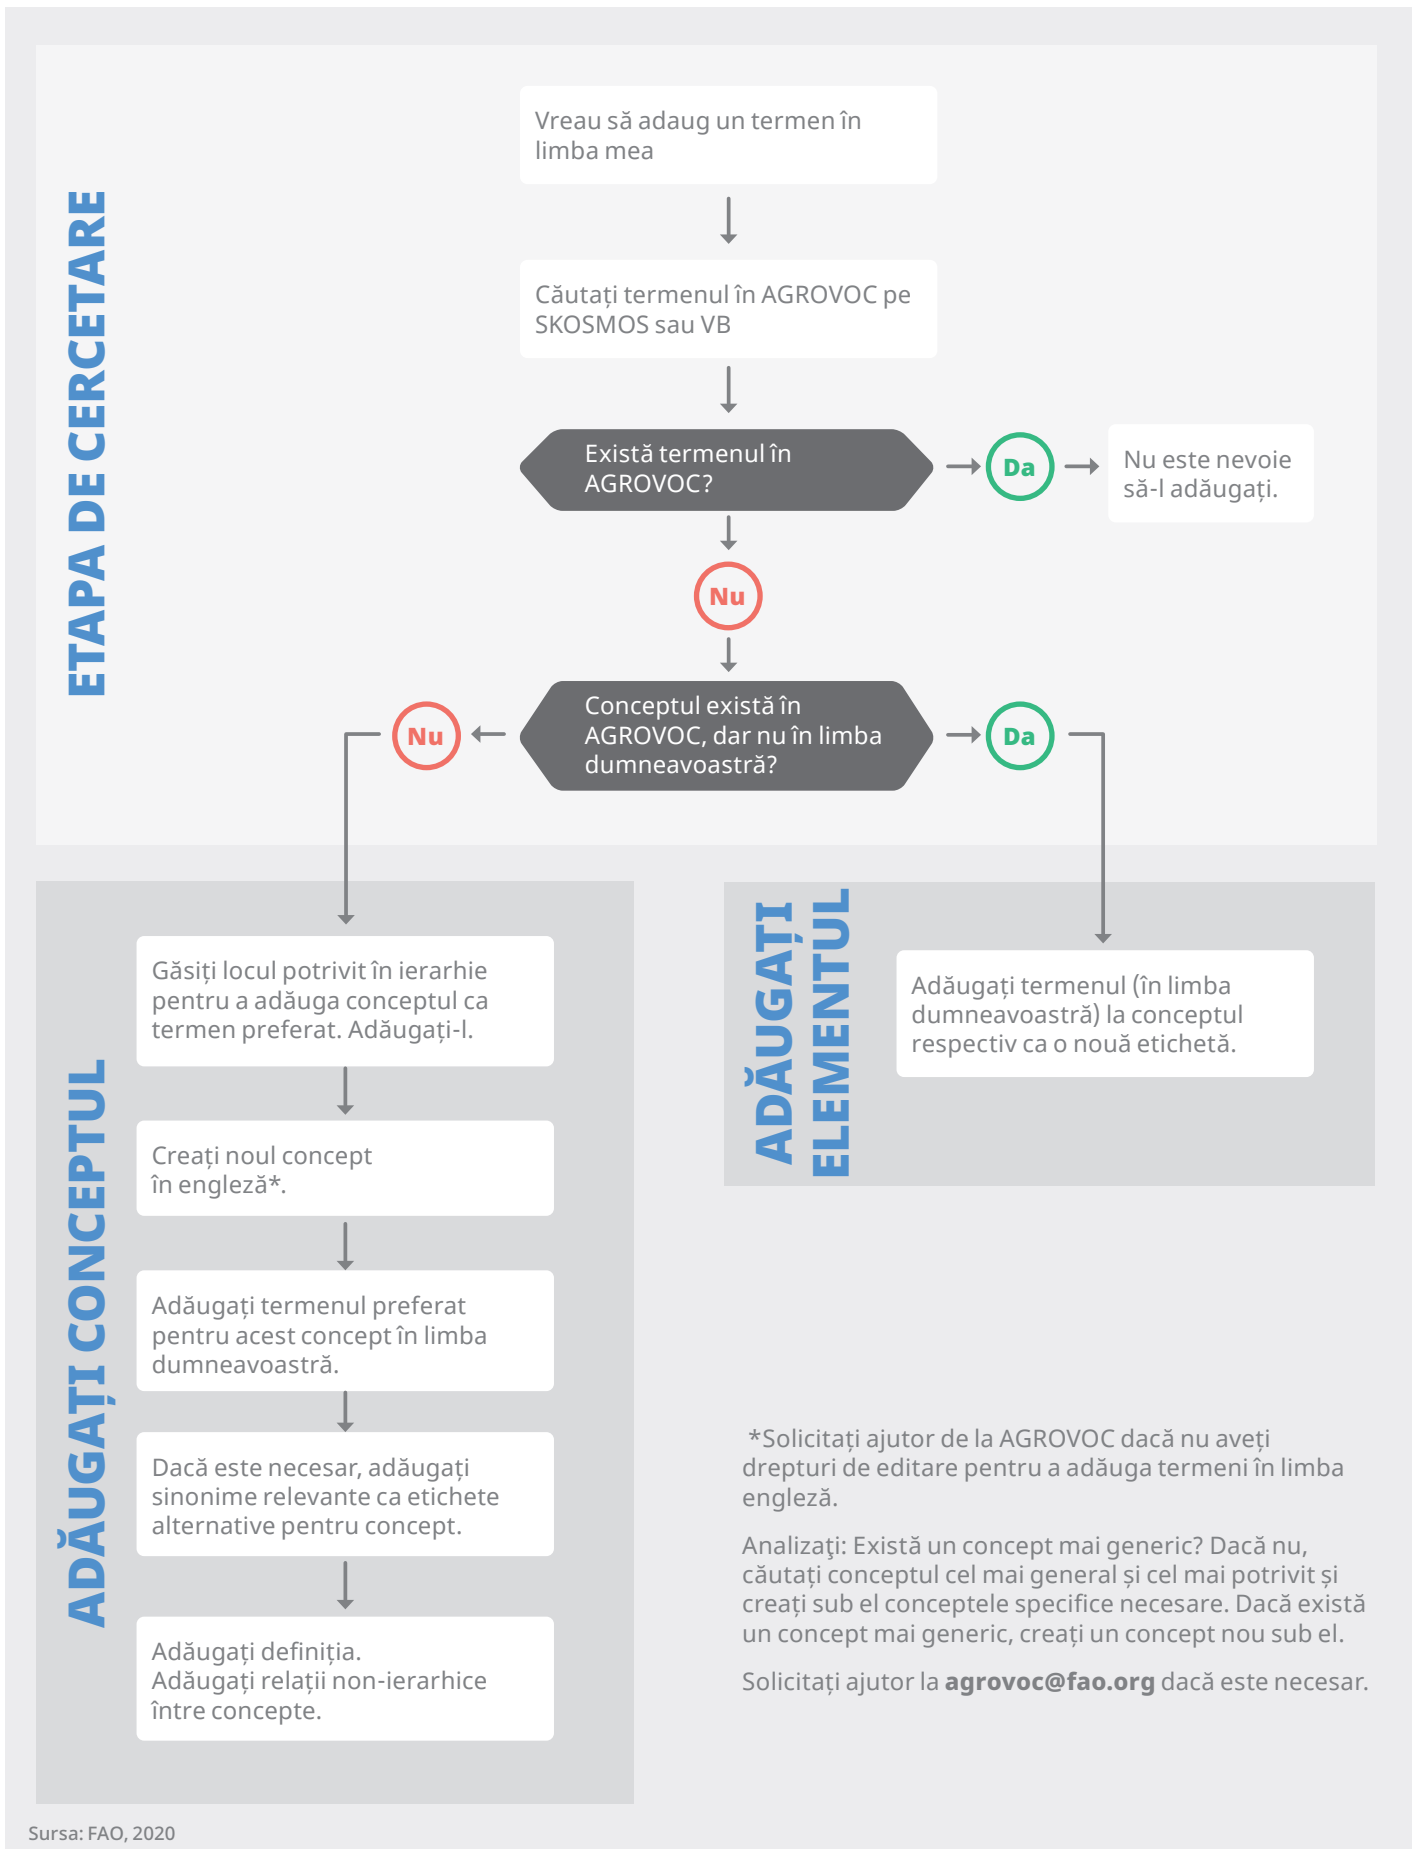 ETAPA DE CERCETARE
Vreau să adaug un termen în
limba mea
Căutați termenul în AGROVOC pe
SKOSMOS sau VB
Există termenul în
AGROVOC?
Da
Nu este nevoie
să-l adăugați.
Nu
Conceptul există în
AGROVOC, dar nu în limba
dumneavoastră?
Nu
Da
ADĂUGAȚI CONCEPTUL
Găsiți locul potrivit în ierarhie
pentru a adăuga conceptul ca
termen preferat. Adăugați-l.
Creați noul concept
în engleză*.
Adăugați termenul preferat
pentru acest concept în limba
dumneavoastră.
Dacă este necesar, adăugați
sinonime relevante ca etichete
alternative pentru concept.
Adăugați definiția.
Adăugați relații non-ierarhice
între concepte.
ADĂUGAȚI
ELEMENTUL
Adăugați termenul (în limba
dumneavoastră) la conceptul
respectiv ca o nouă etichetă.
*Solicitați ajutor de la AGROVOC dacă nu aveți
drepturi de editare pentru a adăuga termeni în limba
engleză.
Analizaţi: Există un concept mai generic? Dacă nu,
căutați conceptul cel mai general și cel mai potrivit și
creați sub el conceptele specifice necesare. Dacă există
un concept mai generic, creați un concept nou sub el.
Solicitați ajutor la agrovoc@fao.org dacă este necesar.
Sursa: FAO, 2020